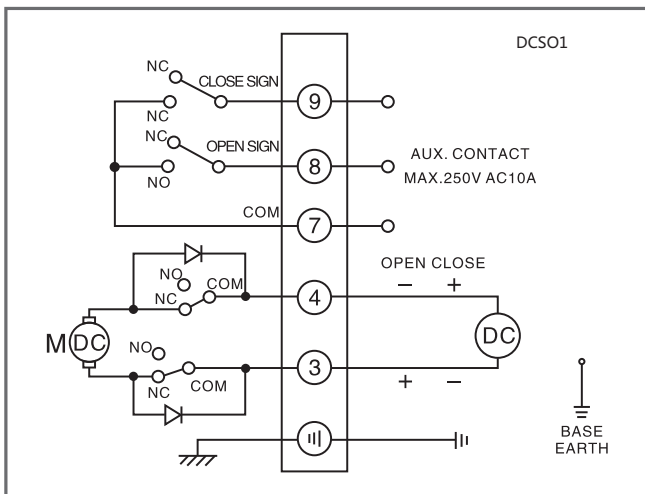 DCSO1
NC
CLOSE SIGN
9
NC
NC
OPEN SIGN
8
AUX. CONTACT
NO
MAX.250V AC10A
COM
7
OPEN CLOSE
NO
COM
NC
4
− +
M DC
DC
NO
3
COM
NC
+ −
BASE
EARTH